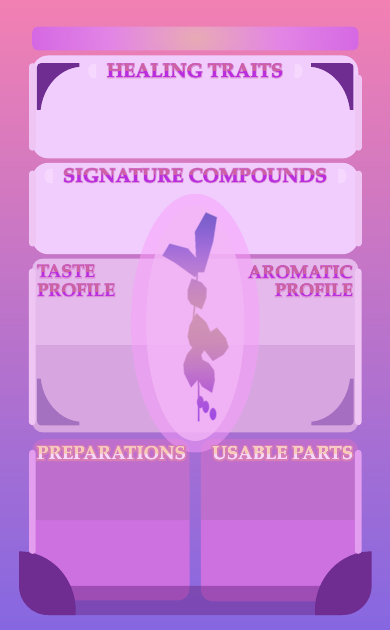 HEALING TRAITS
SIGNATURE COMPOUNDS
TASTE
PROFILE
AROMATIC
PROFILE
PREPARATIONS
USABLE PARTS